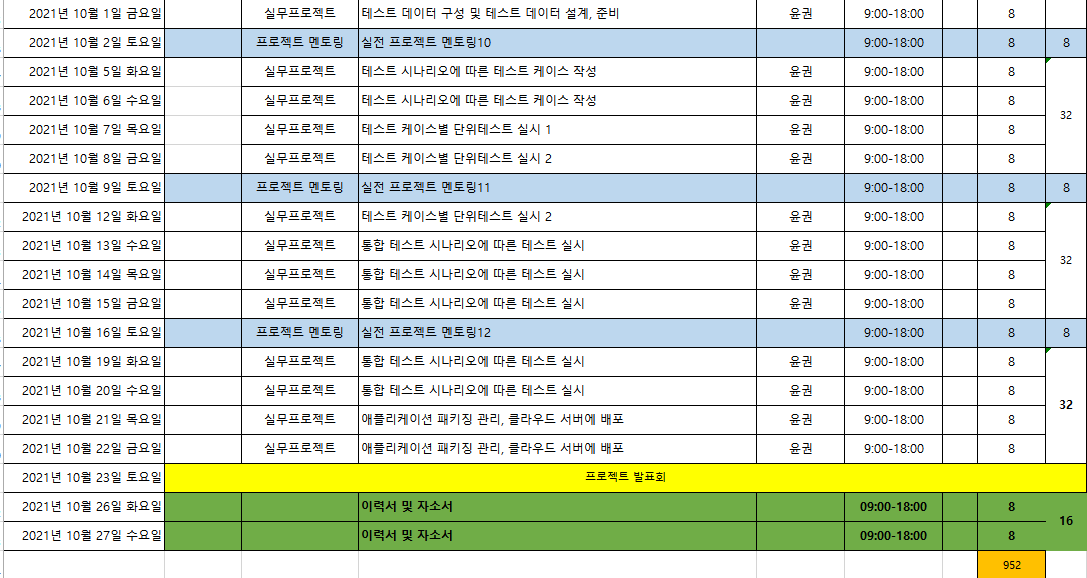 2021년 10월 1일 금요일 실무프로젝트 테스트 데이터 구성 및 테스트 데이터 설계, 준비 윤권 9:00-18:00 8
2021년 10월 2일 토요일 프로젝트 멘토링 실전 프로젝트 멘토링10 9:00-18:00 8 8
2021년 10월 5일 화요일 실무프로젝트 테스트 시나리오에 따른 테스트 케이스 작성 윤권 9:00-18:00 8
2021년 10월 6일 수요일 실무프로젝트 테스트 시나리오에 따른 테스트 케이스 작성 윤권 9:00-18:00 8
32
2021년 10월 7일 목요일 실무프로젝트 테스트 케이스별 단위테스트 실시 1 윤권 9:00-18:00 8
2021년 10월 8일 금요일 실무프로젝트 테스트 케이스별 단위테스트 실시 2 윤권 9:00-18:00 8
2021년 10월 9일 토요일 프로젝트 멘토링 실전 프로젝트 멘토링11 9:00-18:00 8 8
2021년 10월 12일 화요일 실무프로젝트 테스트 케이스별 단위테스트 실시 2 윤권 9:00-18:00 8
2021년 10월 13일 수요일 실무프로젝트 통합 테스트 시나리오에 따른 테스트 실시 윤권 9:00-18:00 8
32
2021년 10월 14일 목요일 실무프로젝트 통합 테스트 시나리오에 따른 테스트 실시 윤권 9:00-18:00 8
2021년 10월 15일 금요일 실무프로젝트 통합 테스트 시나리오에 따른 테스트 실시 윤권 9:00-18:00 8
2021년 10월 16일 토요일 프로젝트 멘토링 실전 프로젝트 멘토링12 9:00-18:00 8 8
2021년 10월 19일 화요일 실무프로젝트 통합 테스트 시나리오에 따른 테스트 실시 윤권 9:00-18:00 8
2021년 10월 20일 수요일 실무프로젝트 통합 테스트 시나리오에 따른 테스트 실시 윤권 9:00-18:00 8
32
2021년 10월 21일 목요일 실무프로젝트 애플리케이션 패키징 관리, 클라우드 서버에 배포 윤권 9:00-18:00 8
2021년 10월 22일 금요일 실무프로젝트 애플리케이션 패키징 관리, 클라우드 서버에 배포 윤권 9:00-18:00 8
2021년 10월 23일 토요일 프로젝트 발표회
2021년 10월 26일 화요일 이력서 및 자소서 09:00-18:00 8
16
2021년 10월 27일 수요일 이력서 및 자소서 09:00-18:00 8
952